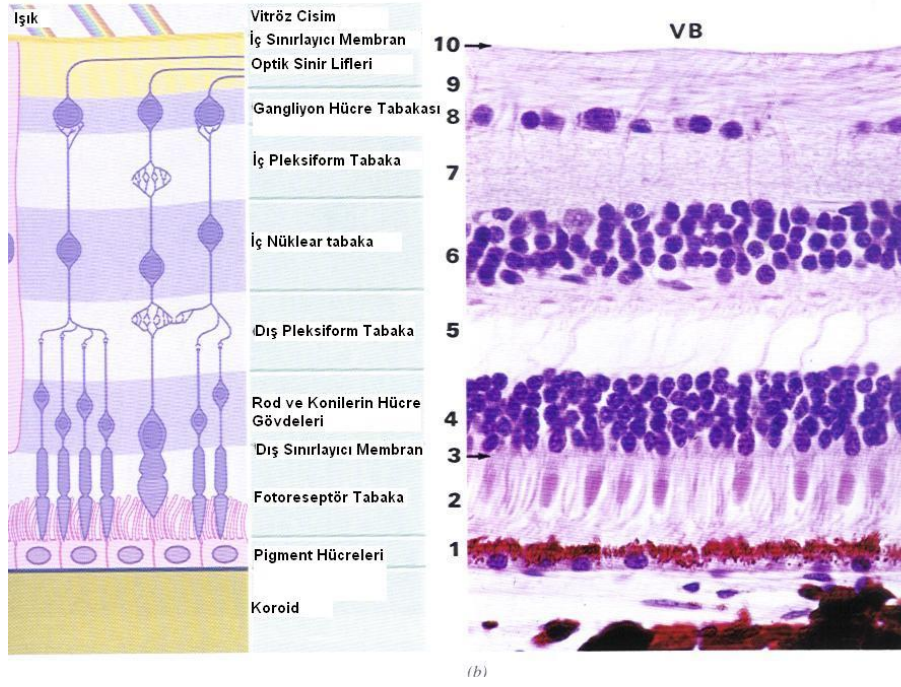 Işık
Vitröz Cisim
İç Sınırlayıcı Membran
Optik Sinir Lifleri
Gangliyon Hücre Tabakası
İç Pleksiform Tabaka
İç Nüklear tabaka
Dış Pleksiform Tabaka
Rod ve Konilerin Hücre
Gövdeleri
Dış Sınırlayıcı Membran
Fotoreseptör Tabaka
Pigment Hücreleri
Koroid
VB
10
9
8
7
6
5
4
3
2
1
(b)